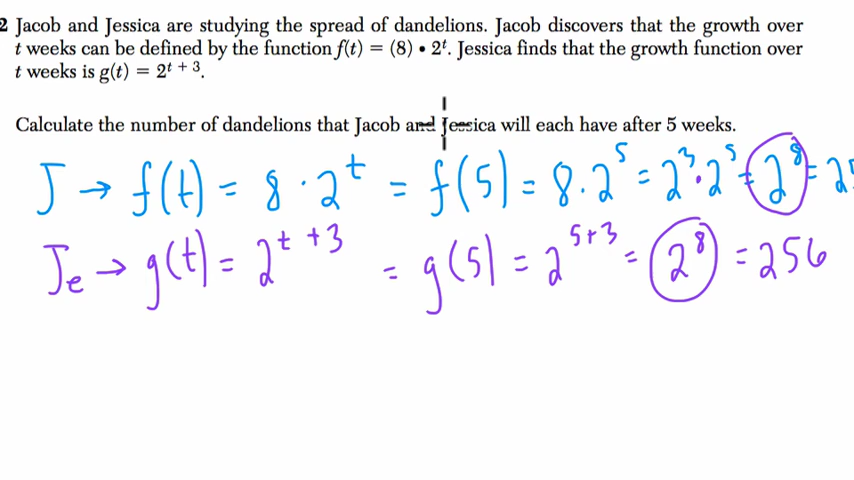 2 Jacob and Jessica are studying the spread of dandelions. Jacob discovers that the growth over
t weeks can be defined by the function f(t) = (8) • 2ᵗ. Jessica finds that the growth function over
t weeks is g(t) = 2ᵗ ⁺ ³.
Calculate the number of dandelions that Jacob and Jessica will each have after 5 weeks.
J → f(t) = 8 · 2ᵗ = f(5) = 8 · 2⁵ = 2³ · 2⁵ = 2⁸ = 25
Je → g(t) = 2ᵗ ⁺³ = g(5) = 2⁵⁺³ = 2⁸ = 256